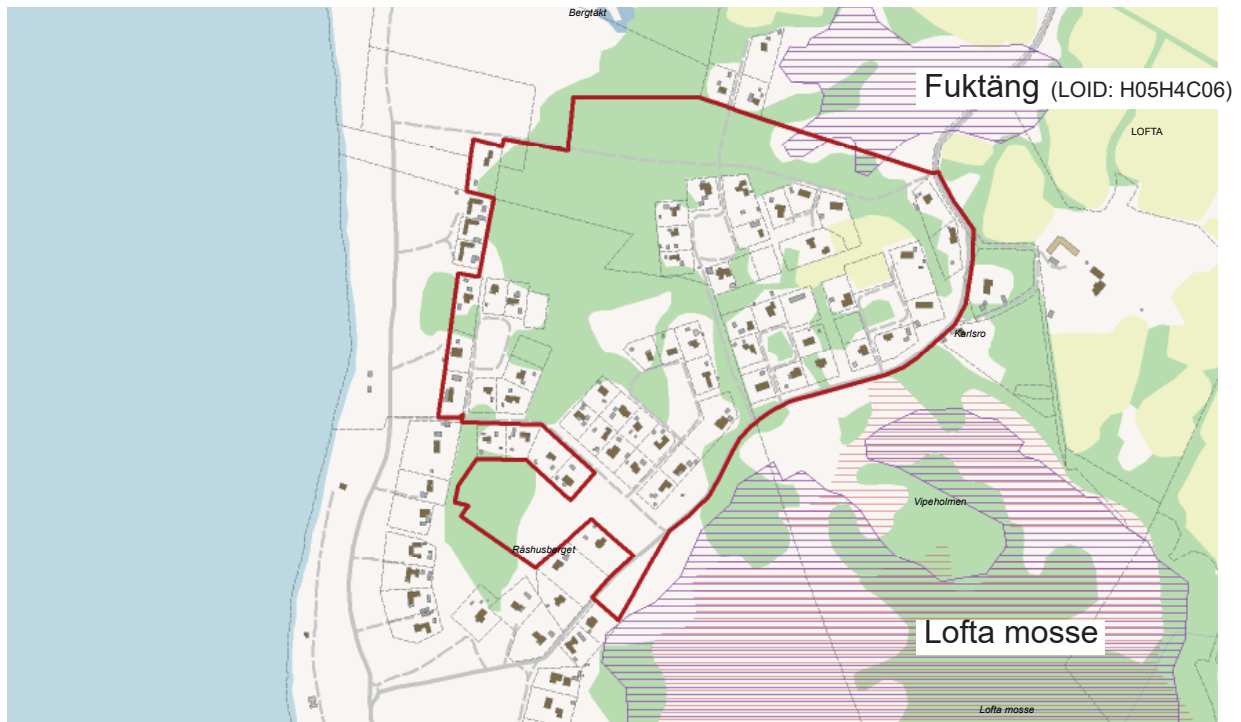 Bergtäkt
Fuktäng (LOID: H05H4C06)
LOFTA
Karlsro
Vipeholmen
Råshusberget
Lofta mosse
Lofta mosse